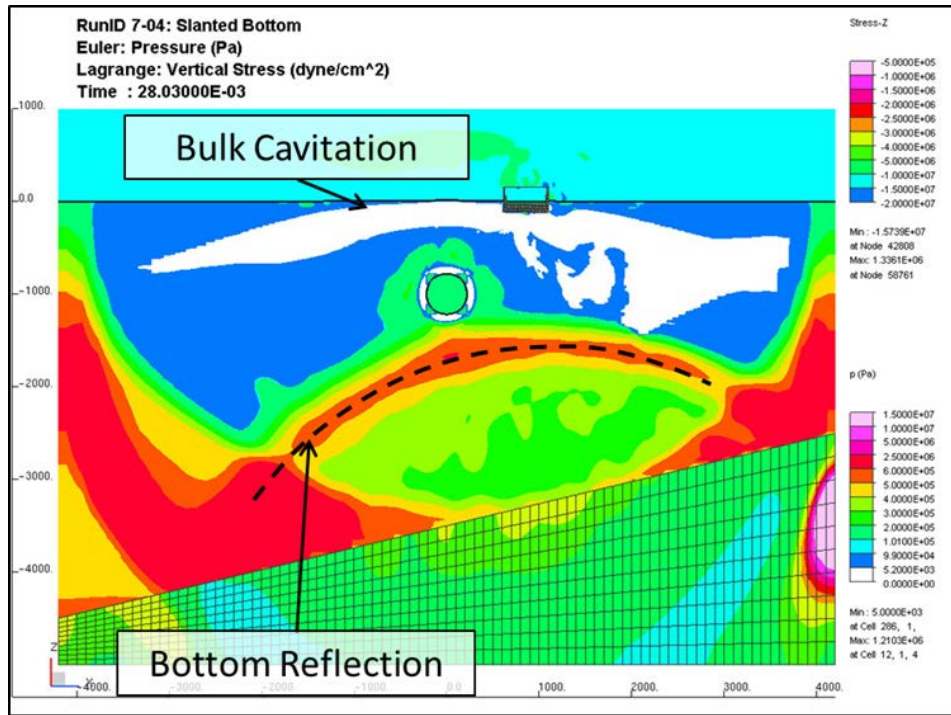 RunID 7-04: Slanted Bottom
Euler: Pressure (Pa)
Lagrange: Vertical Stress (dyne/cm^2)
Time : 28.03000E-03
Bulk Cavitation
Bottom Reflection
1000.
0.0
-1000.
-2000.
-3000.
-4000.
Z
Y
-4000.
-3000.
-2000.
-1000.
0.0
1000.
2000.
3000.
4000.
Stress-Z
-5.0000E+05
-1.0000E+06
-1.5000E+06
-2.0000E+06
-2.5000E+06
-3.0000E+06
-4.0000E+06
-5.0000E+06
-1.0000E+07
-1.5000E+07
-2.0000E+07
Min : -1.5739E+07
at Node 42808
Max: 1.3361E+06
at Node 58761
p (Pa)
1.5000E+07
1.0000E+07
5.0000E+06
2.5000E+06
6.0000E+05
5.0000E+05
4.0000E+05
3.0000E+05
2.0000E+05
1.0100E+05
9.9000E+04
5.2000E+03
0.0000E+00
Min : 5.0000E+03
at Cell 286, 1,
Max: 1.2103E+06
at Cell 12, 1, 4